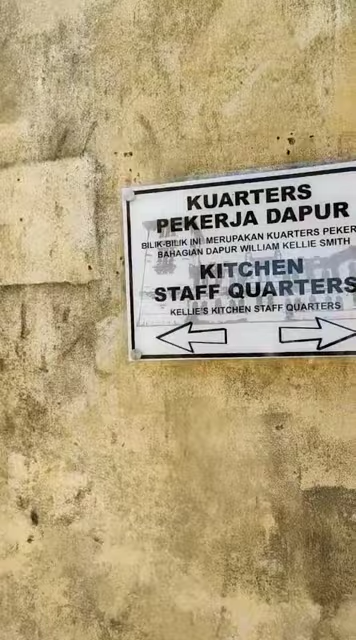 KUARTERS
PEKERJA DAPUR
BILIK-BILIK INI MERUPAKAN KUARTERS PEKER
BAHAGIAN DAPUR WILLIAM KELLIE SMITH
KITCHEN
STAFF QUARTERS
KELLIE'S KITCHEN STAFF QUARTERS